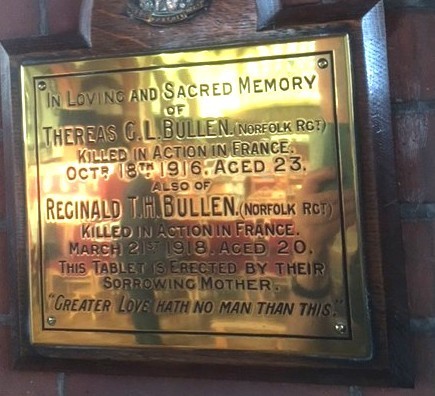 IN LOVING AND SACRED MEMORY
OF
THEREAS G.L. BULLEN. (NORFOLK RGT)
KILLED IN ACTION IN FRANCE.
OCTR 18TH 1916. AGED 23.
ALSO OF
REGINALD T.H. BULLEN. (NORFOLK RGT)
KILLED IN ACTION IN FRANCE.
MARCH 21ST 1918. AGED 20.
THIS TABLET IS ERECTED BY THEIR
SORROWING MOTHER.
"GREATER LOVE HATH NO MAN THAN THIS."